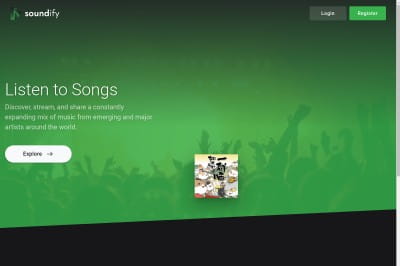 soundify
Login
Register
Listen to Songs
Discover, stream, and share a constantly
expanding mix of music from emerging and major
artists around the world.
Explore